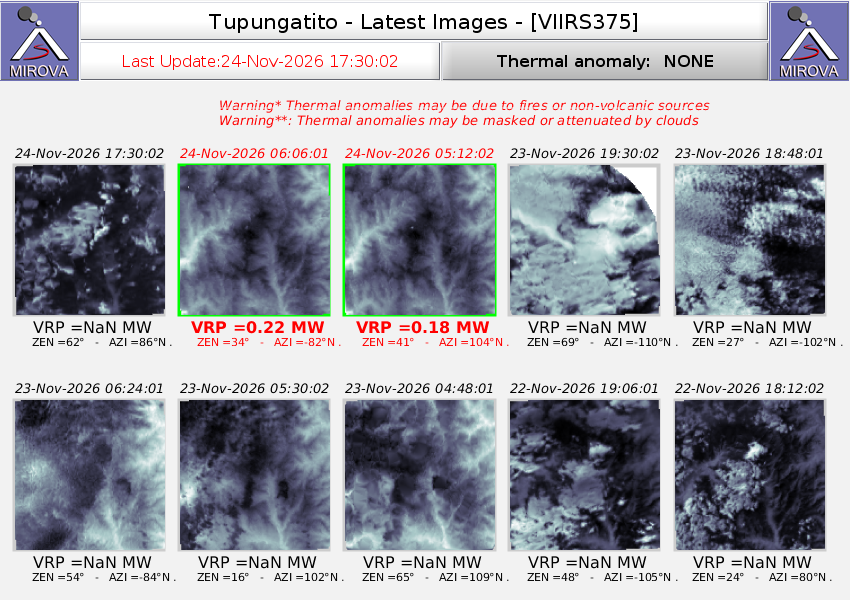 Tupungatito - Latest Images - [VIIRS375]
MIROVA
Last Update:24-Nov-2026 17:30:02
Thermal anomaly: NONE
MIROVA
Warning* Thermal anomalies may be due to fires or non-volcanic sources
Warning**: Thermal anomalies may be masked or attenuated by clouds
24-Nov-2026 17:30:02
24-Nov-2026 06:06:01
24-Nov-2026 05:12:02
23-Nov-2026 19:30:02
23-Nov-2026 18:48:01
VRP =NaN MW
VRP =0.22 MW
VRP =0.18 MW
VRP =NaN MW
VRP =NaN MW
ZEN =62° - AZI =86°N .
ZEN =34° - AZI =-82°N .
ZEN =41° - AZI =104°N .
ZEN =69° - AZI =-110°N .
ZEN =27° - AZI =-102°N .
23-Nov-2026 06:24:01
23-Nov-2026 05:30:02
23-Nov-2026 04:48:01
22-Nov-2026 19:06:01
22-Nov-2026 18:12:02
VRP =NaN MW
VRP =NaN MW
VRP =NaN MW
VRP =NaN MW
VRP =NaN MW
ZEN =54° - AZI =-84°N .
ZEN =16° - AZI =102°N .
ZEN =65° - AZI =109°N .
ZEN =48° - AZI =-105°N .
ZEN =24° - AZI =80°N .